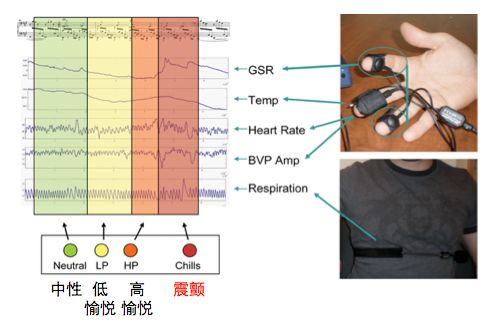 GSR
Temp
Heart Rate
BVP Amp
Respiration
Neutral LP HP Chills
中性 低 高 震颤
愉悦 愉悦